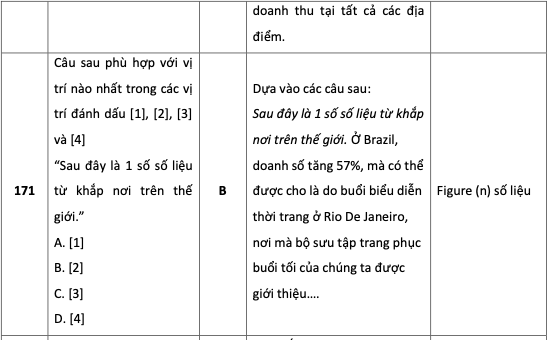 doanh thu tại tất cả các địa
điểm.
171
Câu sau phù hợp với vị
trí nào nhất trong các vị
trí đánh dấu [1], [2], [3]
và [4]
“Sau đây là 1 số số liệu
từ khắp nơi trên thế
giới.”
A. [1]
B. [2]
C. [3]
D. [4]
B
Dựa vào các câu sau:
Sau đây là 1 số số liệu từ khắp
nơi trên thế giới. Ở Brazil,
doanh số tăng 57%, mà có thể
được cho là do buổi biểu diễn
thời trang ở Rio De Janeiro,
nơi mà bộ sưu tập trang phục
buổi tối của chúng ta được
giới thiệu....
Figure (n) số liệu